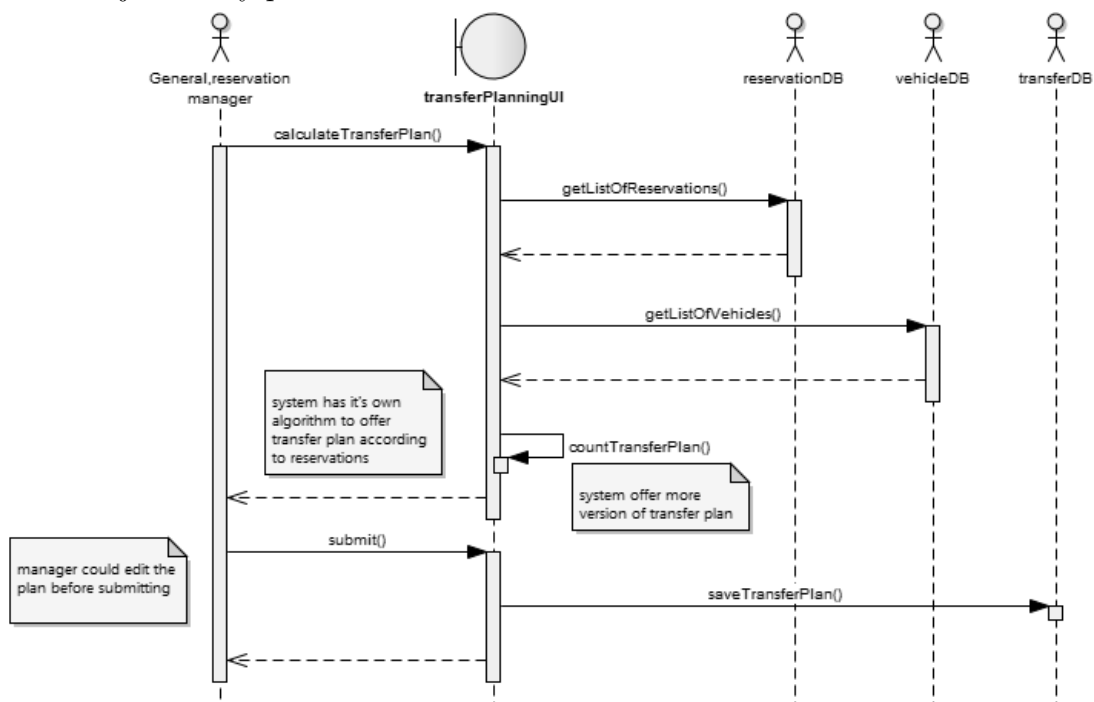 General,reservation
manager
transferPlanningUI
reservationDB
vehicleDB
transferDB
calculateTransferPlan()
getListOfReservations()
getListOfVehicles()
system has it's own
algorithm to offer
transfer plan according
to reservations
countTransferPlan()
system offer more
version of transfer plan
submit()
manager could edit the
plan before submitting
saveTransferPlan()